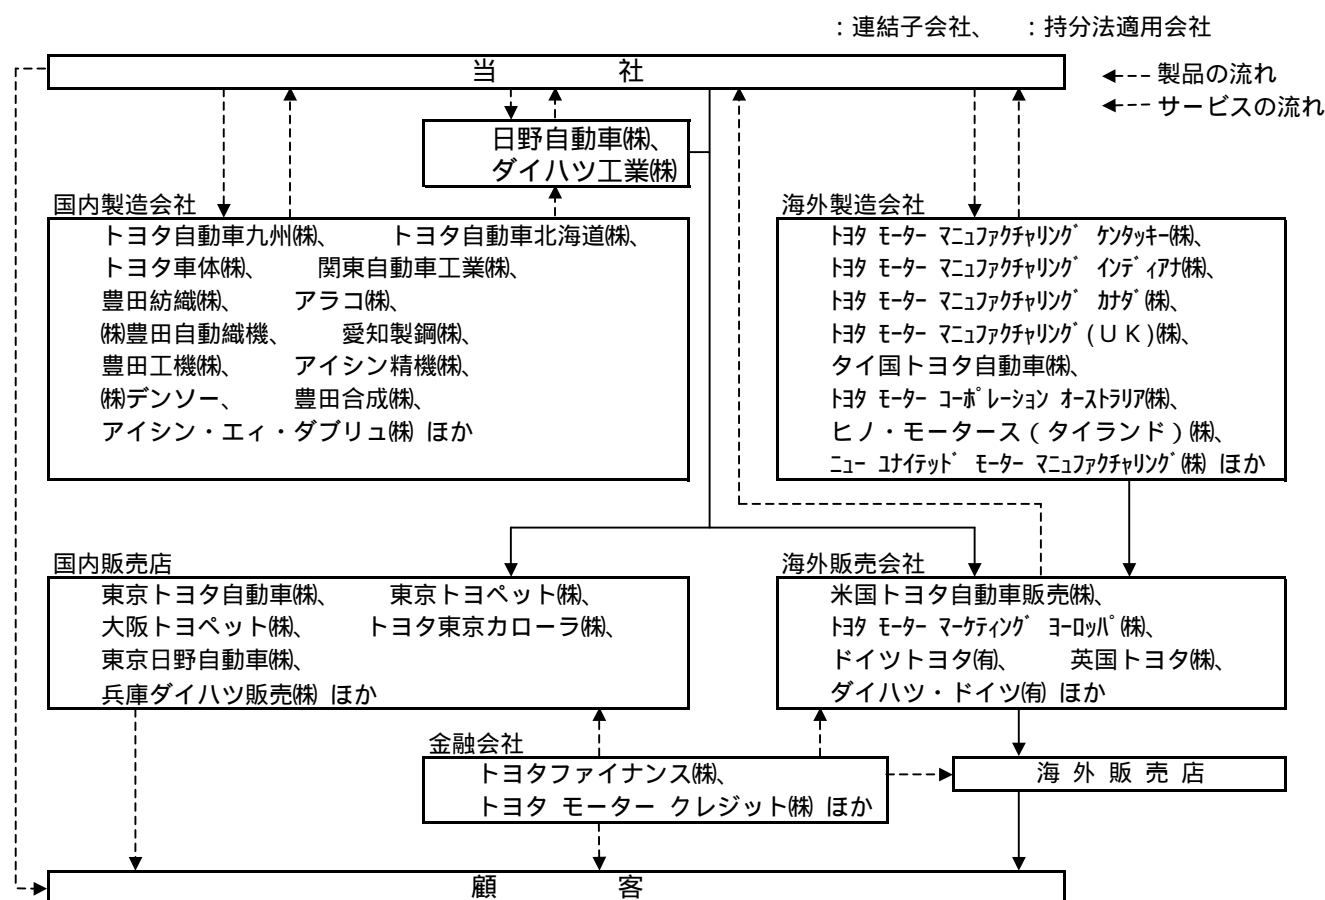 ：連結子会社、　：持分法適用会社
当　社
製品の流れ
サービスの流れ
日野自動車㈱、
ダイハツ工業㈱
国内製造会社
トヨタ自動車九州㈱、　トヨタ自動車北海道㈱、
トヨタ車体㈱、　関東自動車工業㈱、
豊田紡織㈱、　アラコ㈱、
㈱豊田自動織機、　愛知製鋼㈱、
豊田工機㈱、　アイシン精機㈱、
㈱デンソー、　豊田合成㈱、
アイシン・エィ・ダブリュ㈱ ほか
海外製造会社
ﾄﾖﾀ ﾓｰﾀｰ ﾏﾆｭﾌｧｸﾁｬﾘﾝｸﾞ ｹﾝﾀｯｷｰ㈱、
ﾄﾖﾀ ﾓｰﾀｰ ﾏﾆｭﾌｧｸﾁｬﾘﾝｸﾞ ｲﾝﾃﾞｨｱﾅ㈱、
ﾄﾖﾀ ﾓｰﾀｰ ﾏﾆｭﾌｧｸﾁｬﾘﾝｸﾞ ｶﾅﾀﾞ㈱、
ﾄﾖﾀ ﾓｰﾀｰ ﾏﾆｭﾌｧｸﾁｬﾘﾝｸﾞ(ＵＫ)㈱、
タイ国トヨタ自動車㈱、
ﾄﾖﾀ ﾓｰﾀｰ ｺｰﾎﾟﾚｰｼｮﾝ ｵｰｽﾄﾗﾘｱ㈱、
ヒノ・モータース（タイランド）㈱、
ﾆｭｰ ﾕﾅｲﾃｯﾄﾞ ﾓｰﾀｰ ﾏﾆｭﾌｧｸﾁｬﾘﾝｸﾞ㈱ ほか
国内販売店
東京トヨタ自動車㈱、　東京トヨペット㈱、
大阪トヨペット㈱、　トヨタ東京カローラ㈱、
東京日野自動車㈱、
兵庫ダイハツ販売㈱ ほか
海外販売会社
米国トヨタ自動車販売㈱、
ﾄﾖﾀ ﾓｰﾀｰ ﾏｰｹﾃｨﾝｸﾞ ﾖｰﾛｯﾊﾟ㈱、
ドイツトヨタ㈲、　英国トヨタ㈱、
ダイハツ・ドイツ㈲ ほか
金融会社
トヨタファイナンス㈱、
トヨタ モーター クレジット㈱ ほか
海外販売店
顧　客